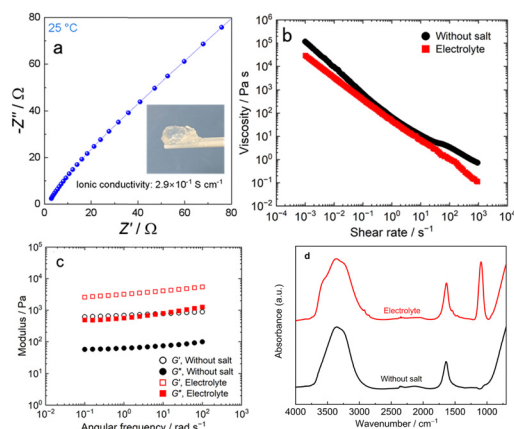 25 °C
a
-Z″ / Ω
80
60
40
20
0
0 20 40 60 80
Z′ / Ω
Ionic conductivity: 2.9×10⁻¹ S cm⁻¹
b
Without salt
Electrolyte
Viscosity / Pa s
10⁶
10⁵
10⁴
10³
10²
10¹
10⁰
10⁻¹
10⁻²
10⁻⁴ 10⁻³ 10⁻² 10⁻¹ 10⁰ 10¹ 10² 10³ 10⁴
Shear rate / s⁻¹
c
Modulus / Pa
10⁵
10⁴
10³
10²
10¹
10⁰
G′, Without salt
G″, Without salt
G′, Electrolyte
G″, Electrolyte
10⁻² 10⁻¹ 10⁰ 10¹ 10² 10³
Angular frequency / rad s⁻¹
d
Absorbance (a.u.)
Electrolyte
Without salt
4000 3500 3000 2500 2000 1500 1000
Wavenumber / cm⁻¹